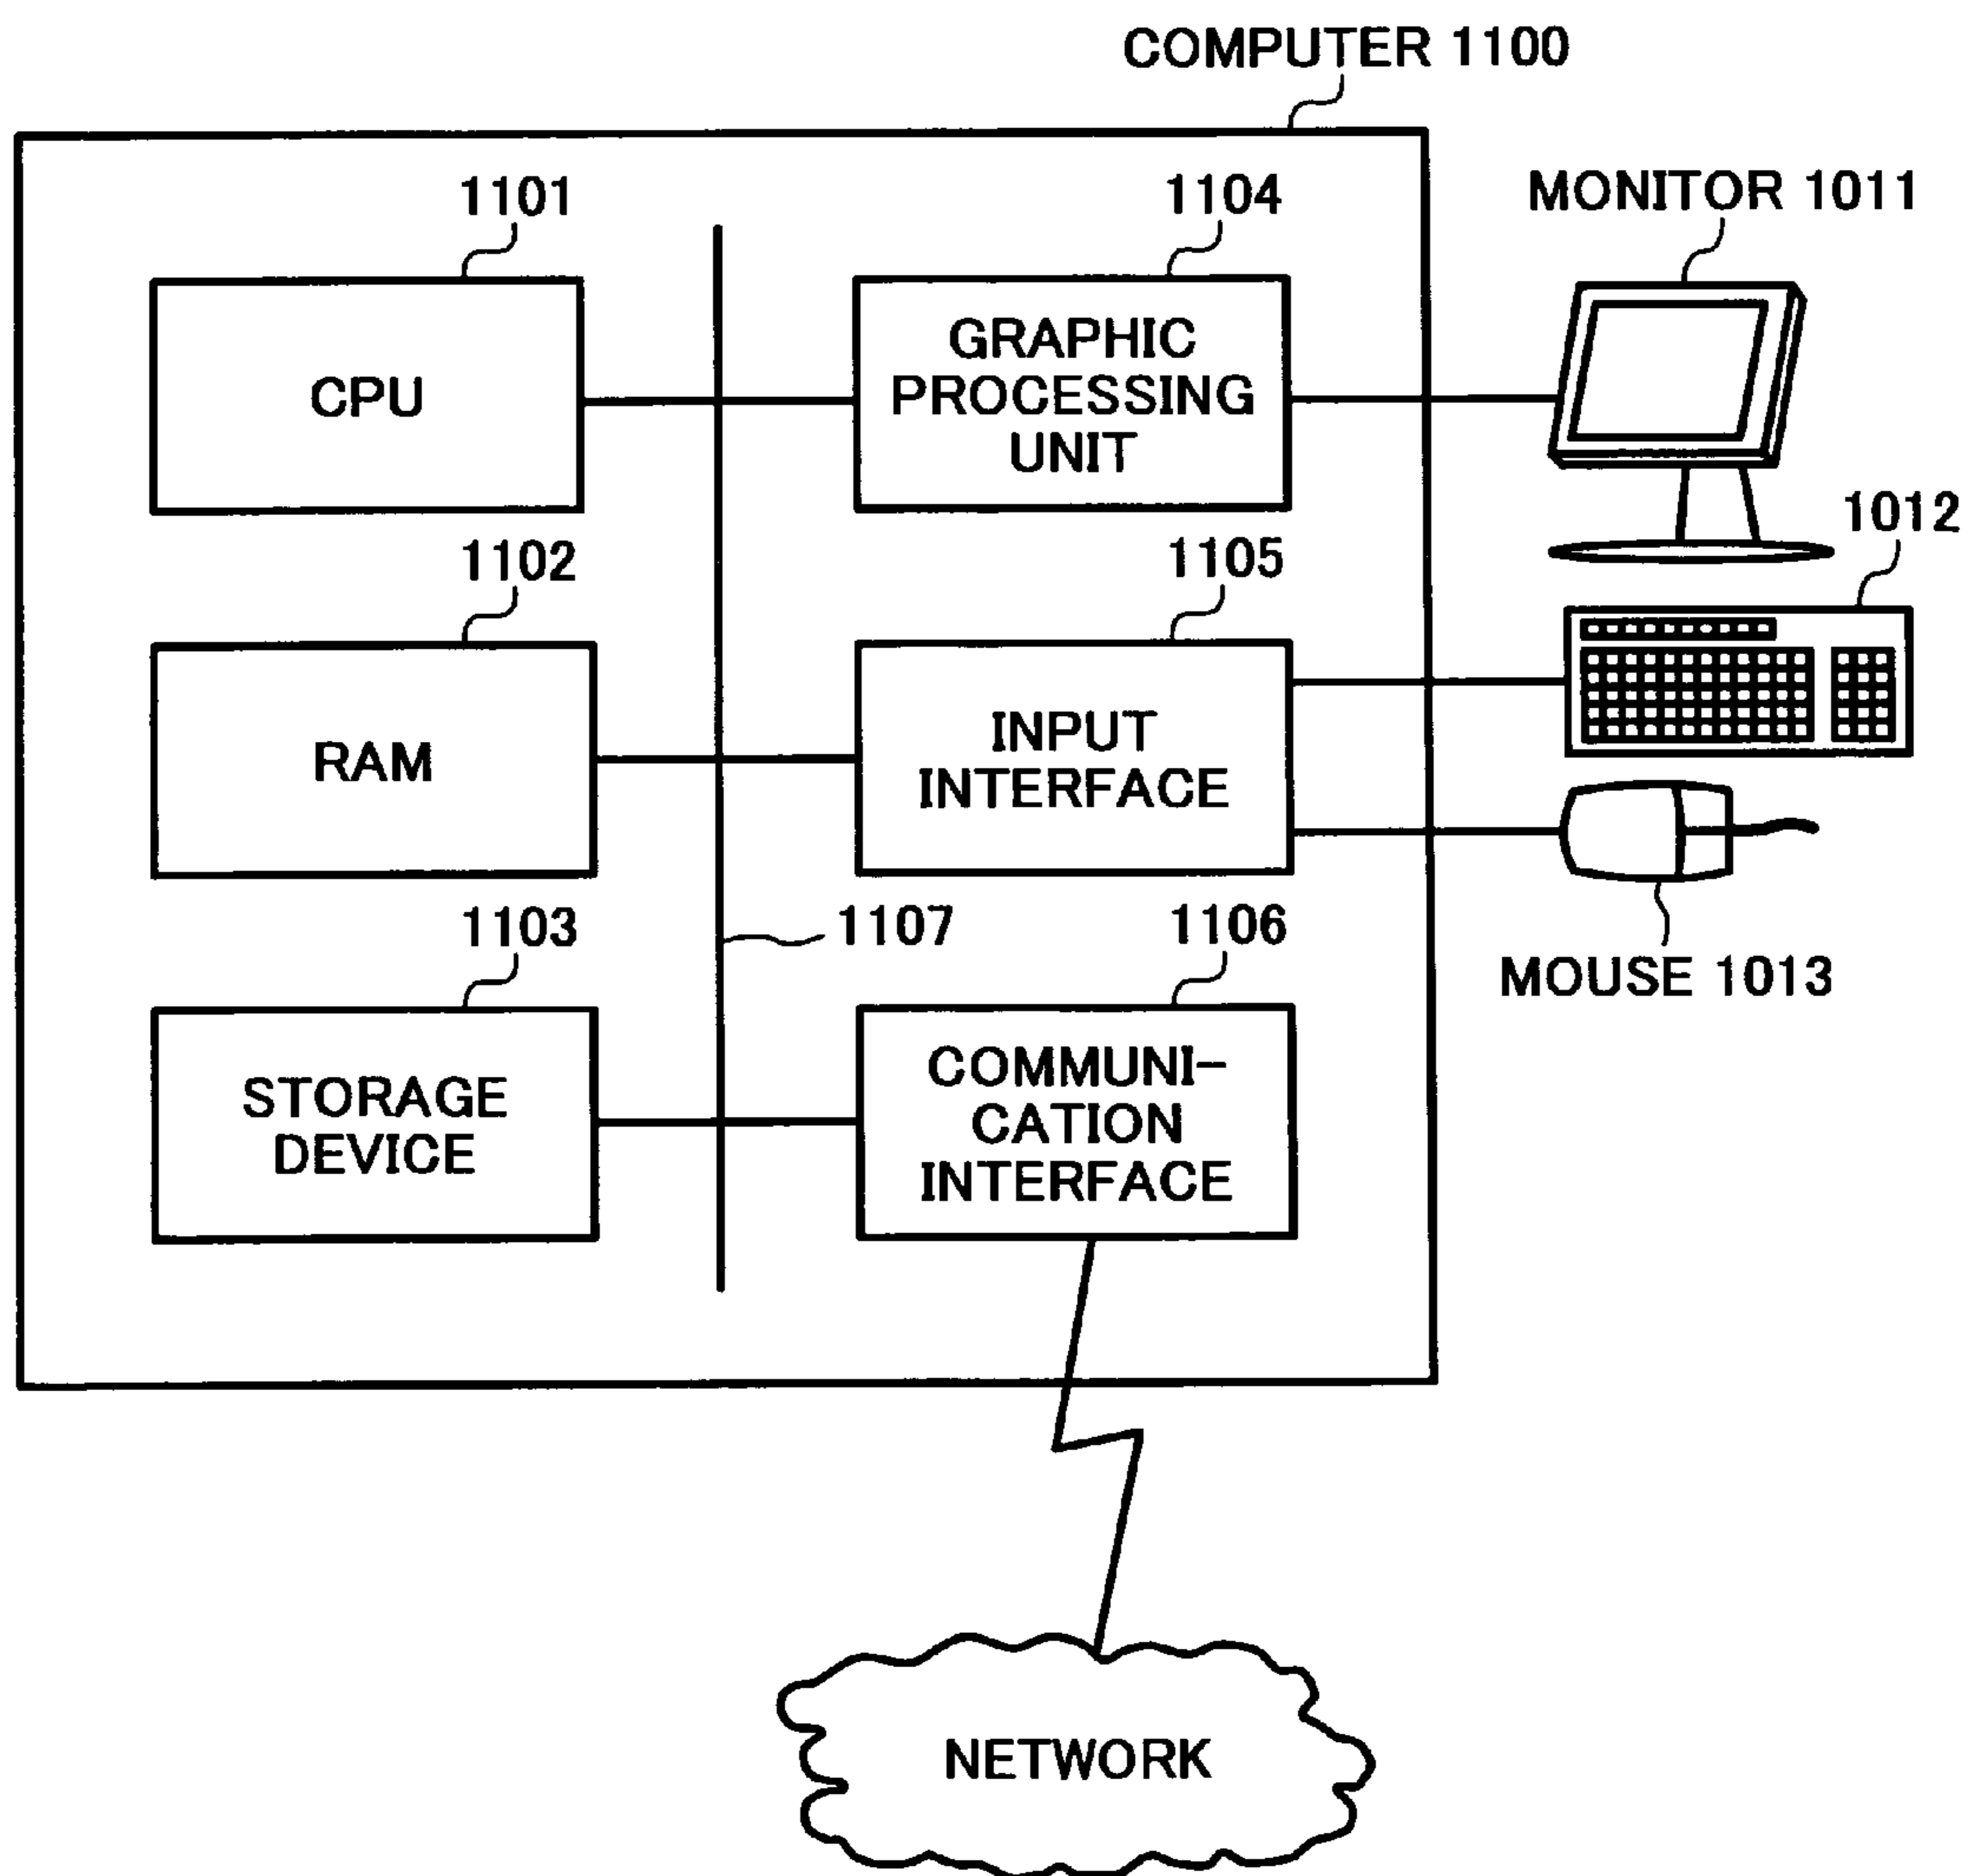 COMPUTER 1100
1101
1104
MONITOR 1011
CPU
GRAPHIC
PROCESSING
UNIT
1012
1102
1105
RAM
INPUT
INTERFACE
1103
1107
1106
MOUSE 1013
STORAGE
DEVICE
COMMUNI-
CATION
INTERFACE
NETWORK